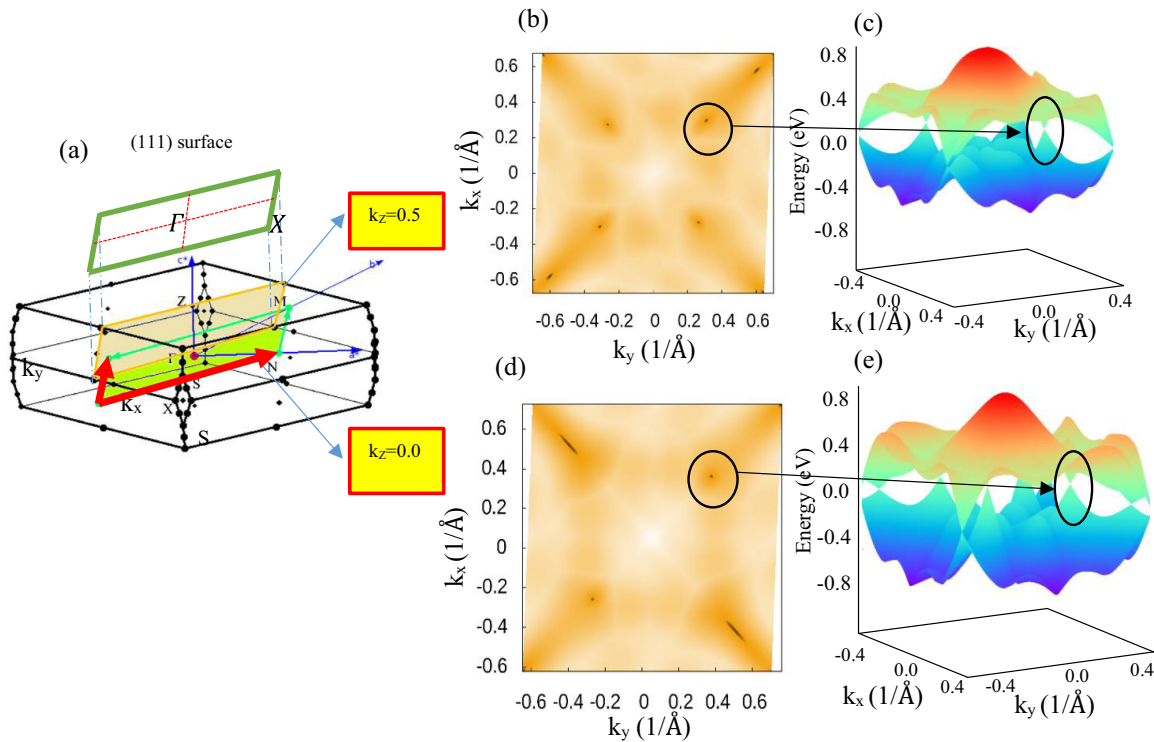 (a)
(111) surface
Γ
X
kZ=0.5
c*
b
Z
M
Γ
a*
N
s
ky
kx
X
S
kZ=0.0
(b)
0.6
0.4
0.2
0
-0.2
-0.4
-0.6
kx (1/Å)
-0.6 -0.4 -0.2 0 0.2 0.4 0.6
ky (1/Å)
(c)
0.8
0.4
0.0
-0.4
-0.8
Energy (eV)
-0.4
0.0
0.4
kx (1/Å)
-0.4
0.0
0.4
ky (1/Å)
(d)
0.6
0.4
0.2
0
-0.2
-0.4
-0.6
kx (1/Å)
-0.6 -0.4 -0.2 0 0.2 0.4 0.6
ky (1/Å)
(e)
0.8
0.4
0.0
-0.4
-0.8
Energy (eV)
-0.4
0.0
0.4
kx (1/Å)
-0.4
0.0
0.4
ky (1/Å)